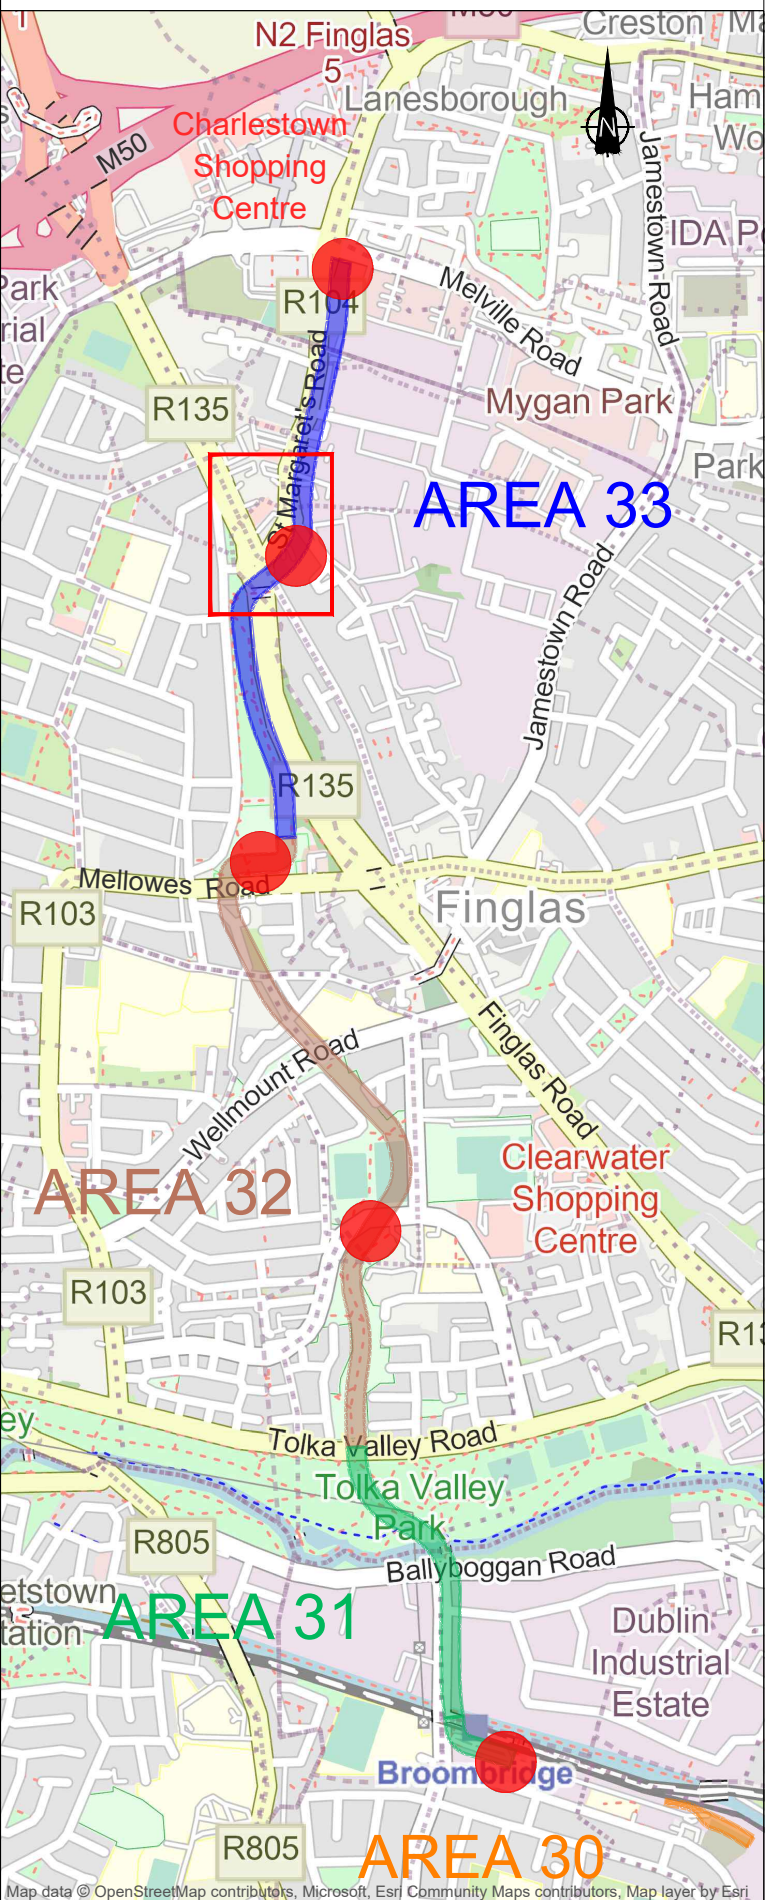 Creston
N2 Finglas
5
Lanesborough
N
Charlestown
Shopping
Centre
M50
Jamestown Road
R104
Melville Road
St Margaret's Road
Mygan Park
R135
Park
AREA 33
Jamestown Road
R135
Mellowes Road
R103
Finglas
Finglas Road
Wellmount Road
Clearwater
Shopping
Centre
AREA 32
R103
Tolka Valley Road
Tolka Valley
Park
R805
Ballyboggan Road
AREA 31
Dublin
Industrial
Estate
Broombridge
R805
AREA 30
Map data © OpenStreetMap contributors, Microsoft, Esri Community Maps contributors, Map layer by Esri